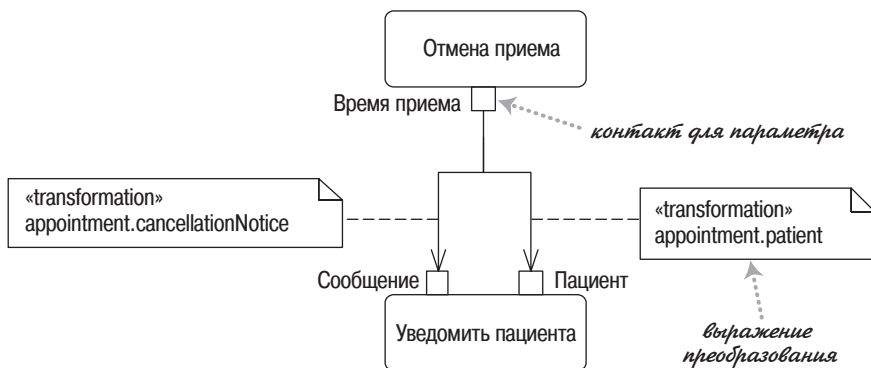 Отмена приема
Время приема
контакт для параметра
«transformation»
appointment.cancellationNotice
«transformation»
appointment.patient
Сообщение
Пациент
Уведомить пациента
выражение
преобразования